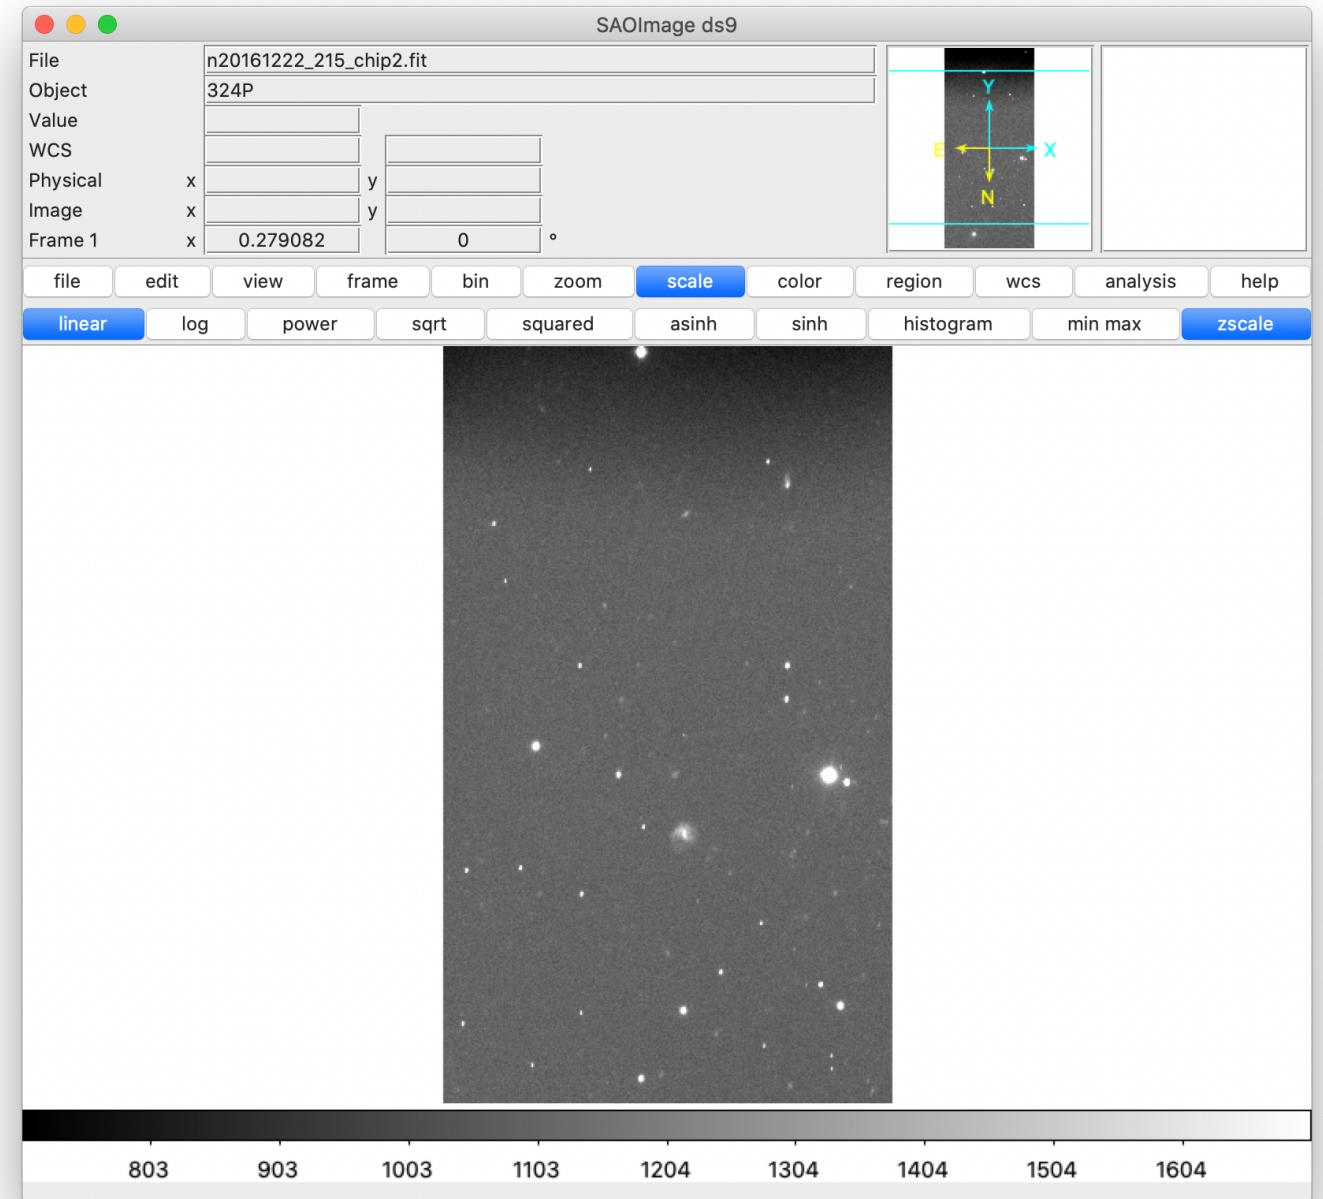 SAOImage ds9
File n20161222_215_chip2.fit
Object 324P
Value
WCS
Physical x y
Image x y
Frame 1 x 0.279082 0 °
Y
E X
N
file edit view frame bin zoom scale color region wcs analysis help
linear log power sqrt squared asinh sinh histogram min max zscale
803 903 1003 1103 1204 1304 1404 1504 1604